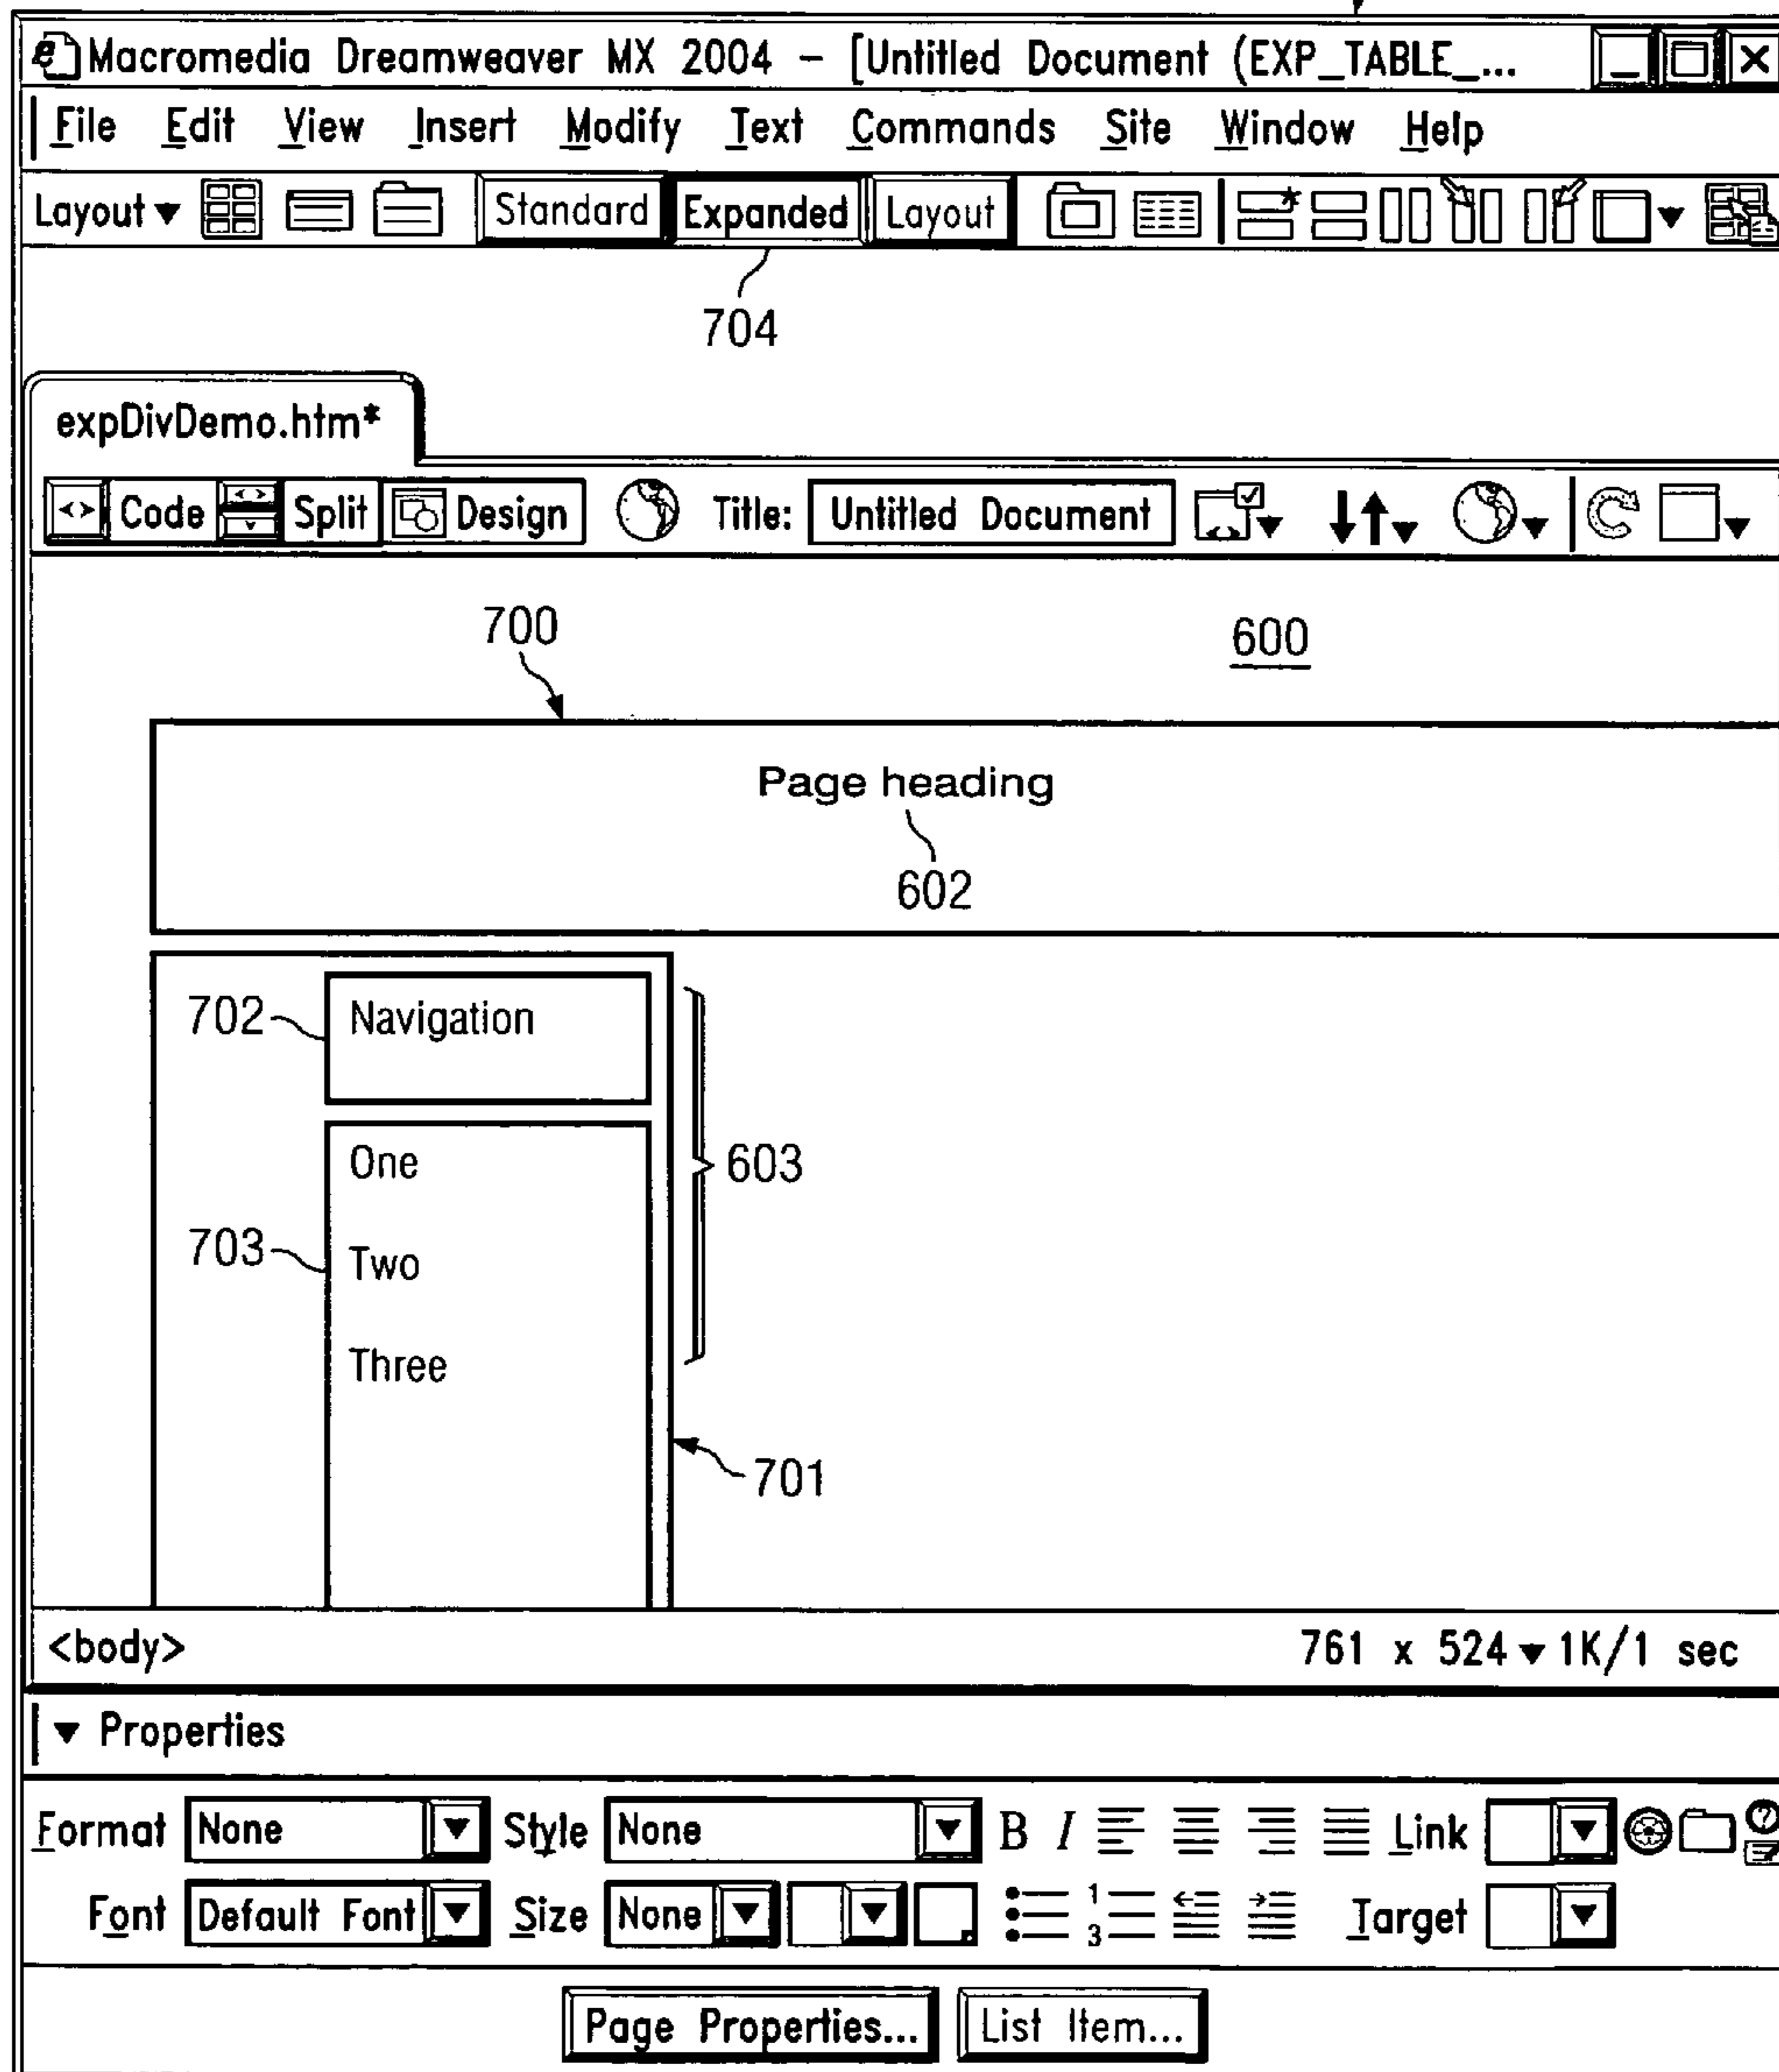 Macromedia Dreamweaver MX 2004 - [Untitled Document (EXP_TABLE_...
File Edit View Insert Modify Text Commands Site Window Help
Layout Standard Expanded Layout
704
expDivDemo.htm*
Code Split Design Title: Untitled Document
700 600
Page heading
602
702 Navigation
One
603
703 Two
Three
701
<body> 761 x 524 1K/1 sec
Properties
Format None Style None B I Link
Font Default Font Size None 1 3 Target
Page Properties... List Item...